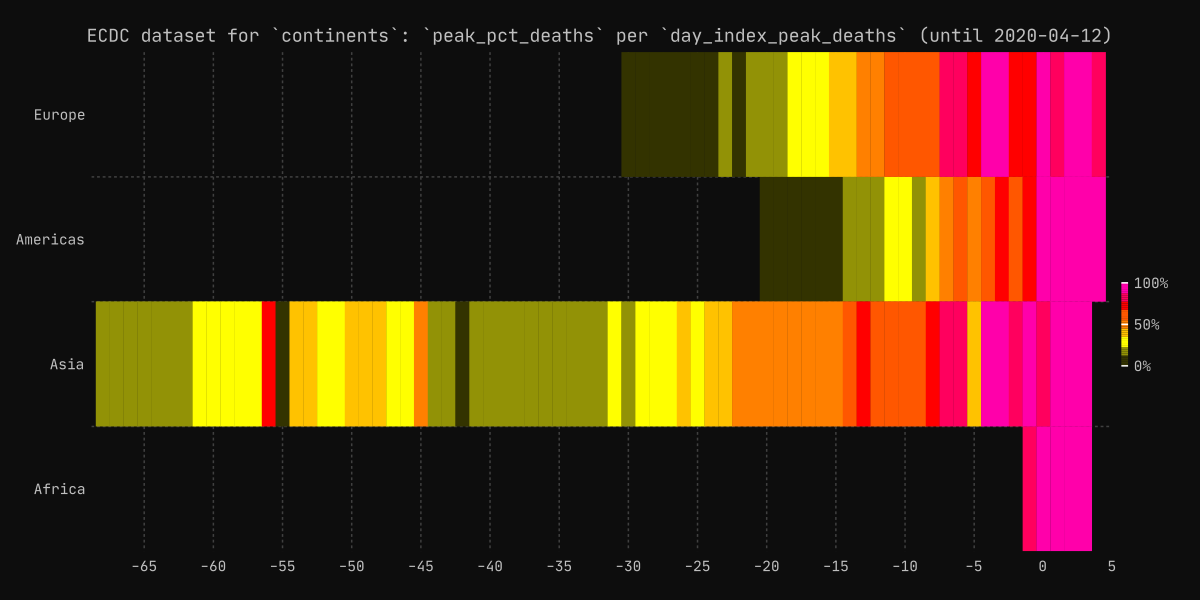 ECDC dataset for `continents`: `peak_pct_deaths` per `day_index_peak_deaths` (until 2020-04-12)
Europe
Americas
Asia
Africa
100%
50%
0%
-65 -60 -55 -50 -45 -40 -35 -30 -25 -20 -15 -10 -5 0 5